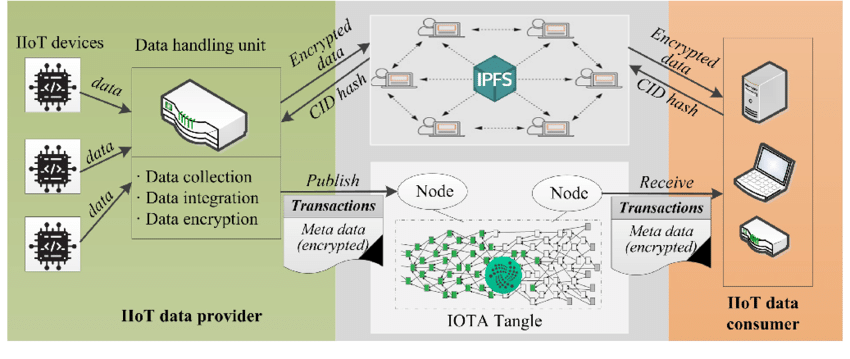 IIoT devices
data
data
data
Data handling unit
· Data collection
· Data integration
· Data encryption
IIoT data provider
Encrypted
data
CID hash
IPFS
Encrypted
data
CID hash
Publish
Node
Node
Receive
Transactions
Meta data
(encrypted)
Transactions
Meta data
(encrypted)
IOTA Tangle
IIoT data
consumer